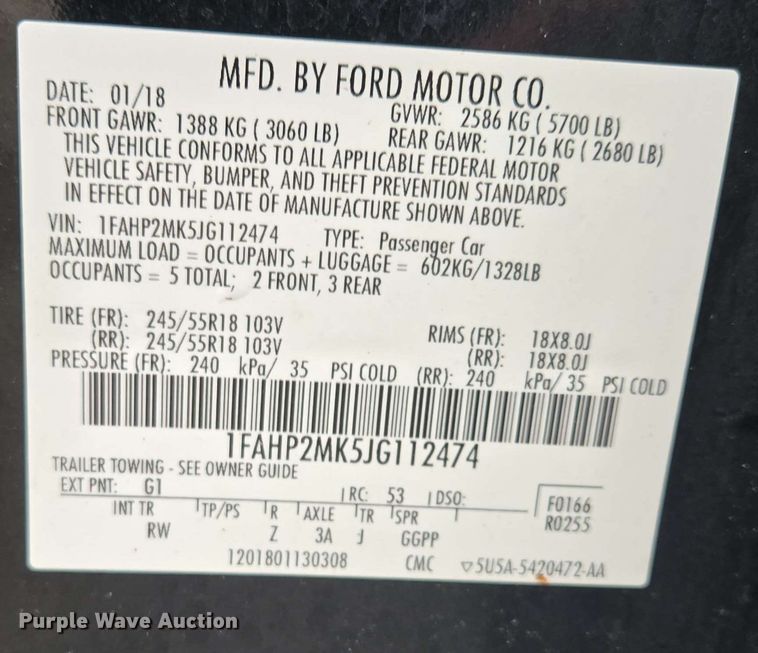 MFD. BY FORD MOTOR CO.
DATE: 01/18 GVWR: 2586 KG ( 5700 LB)
FRONT GAWR: 1388 KG ( 3060 LB) REAR GAWR: 1216 KG ( 2680 LB)
THIS VEHICLE CONFORMS TO ALL APPLICABLE FEDERAL MOTOR
VEHICLE SAFETY, BUMPER, AND THEFT PREVENTION STANDARDS
IN EFFECT ON THE DATE OF MANUFACTURE SHOWN ABOVE.
VIN: 1FAHP2MK5JG112474 TYPE: Passenger Car
MAXIMUM LOAD = OCCUPANTS + LUGGAGE = 602KG/1328LB
OCCUPANTS = 5 TOTAL; 2 FRONT, 3 REAR
TIRE (FR): 245/55R18 103V RIMS (FR): 18X8.0J
(RR): 245/55R18 103V (RR): 18X8.0J
PRESSURE (FR): 240 kPa/ 35 PSI COLD (RR): 240 kPa/ 35 PSI COLD
1FAHP2MK5JG112474
TRAILER TOWING - SEE OWNER GUIDE
EXT PNT: G1 RC: 53 DSO: F0166
INT TR TP/PS R AXLE TR SPR R0255
RW Z 3A J GGPP
1201801130308 CMC ▽5U5A-5420472-AA
Purple Wave Auction